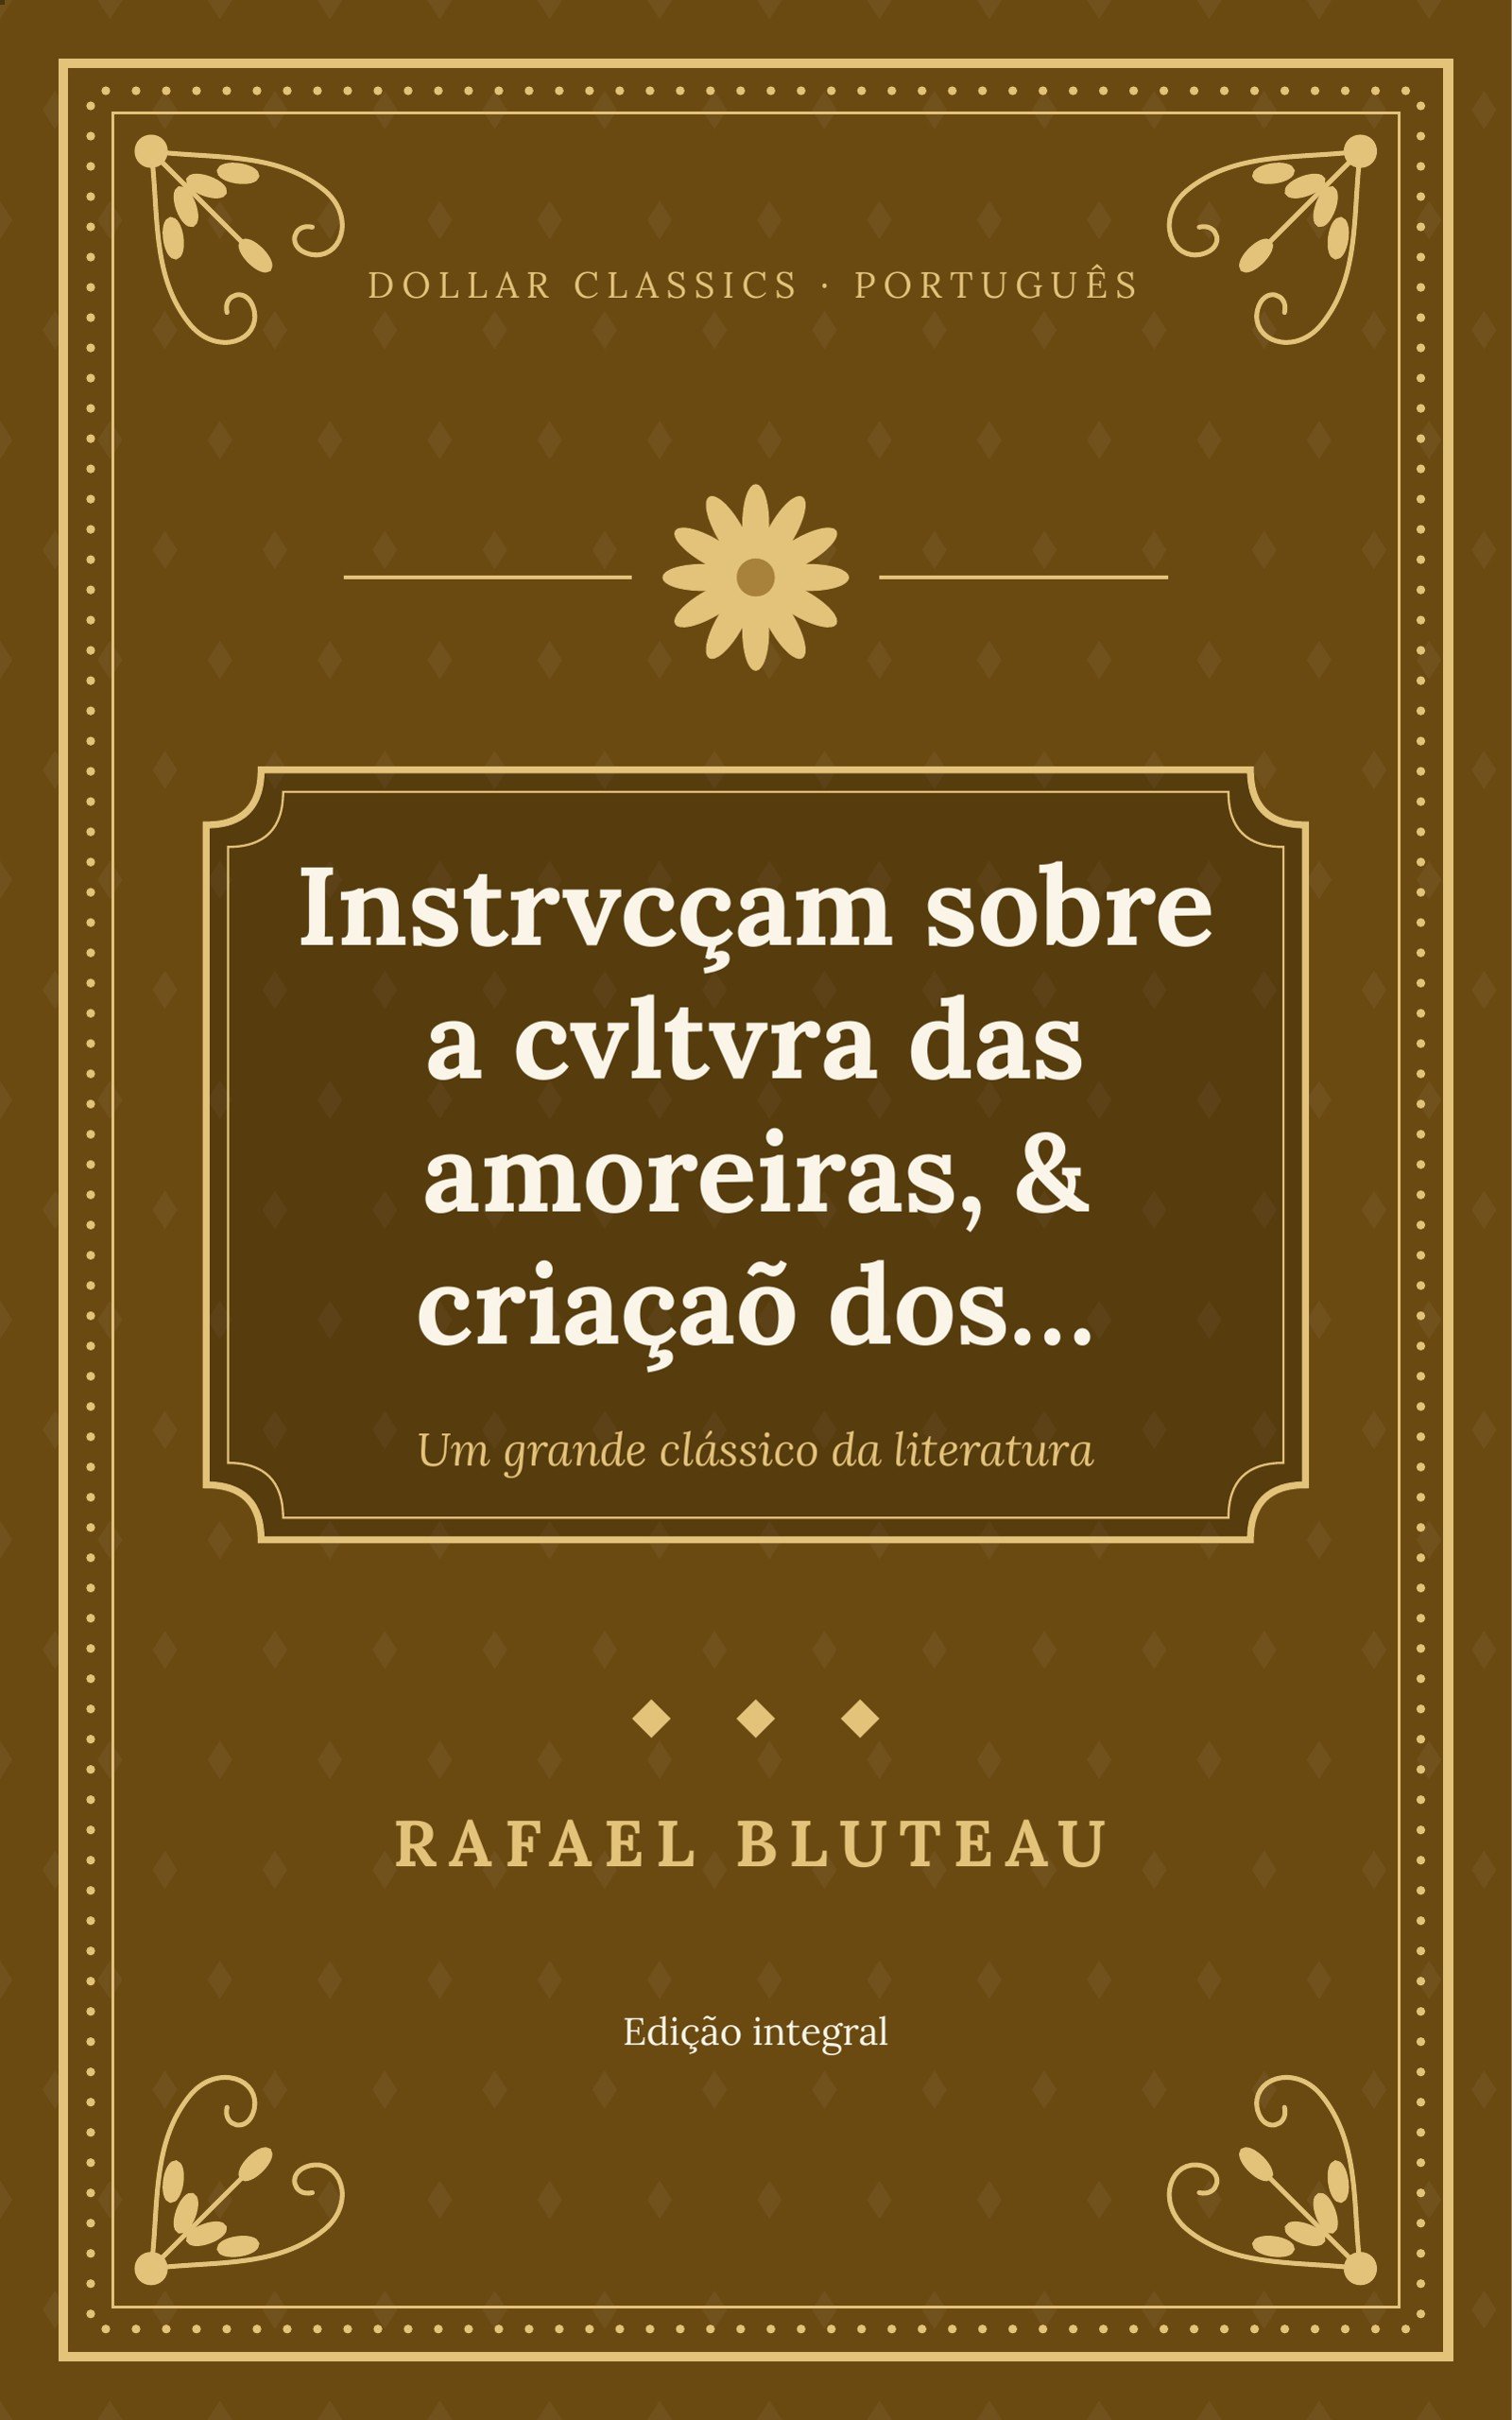 DOLLAR CLASSICS · PORTUGUÊS
Instrvcçam sobre
a cvltvra das
amoreiras, &
criaçaõ dos...
Um grande clássico da literatura
RAFAEL BLUTEAU
Edição integral